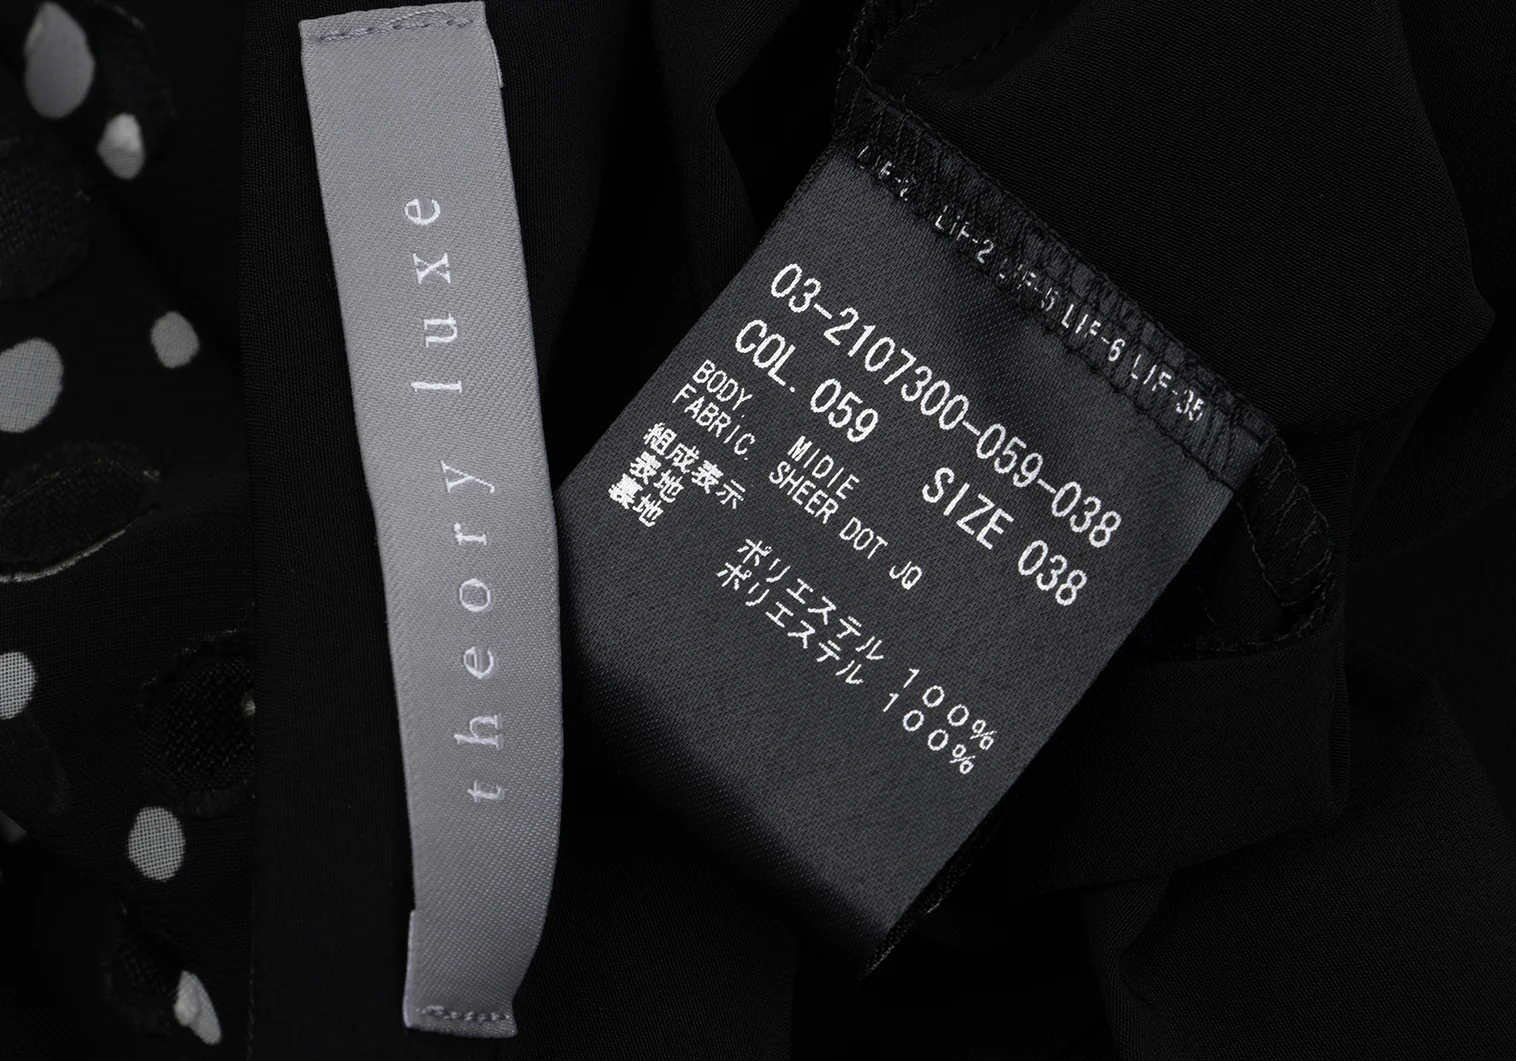 theory luxe
LIF-2 LIF-5 LIF-6 LIF-35
03-2107300-059-038
COL. 059 SIZE 038
BODY. MIDIE
FABRIC. SHEER DOT JQ
組成表示
表地 ポリエステル 100%
裏地 ポリエステル 100%